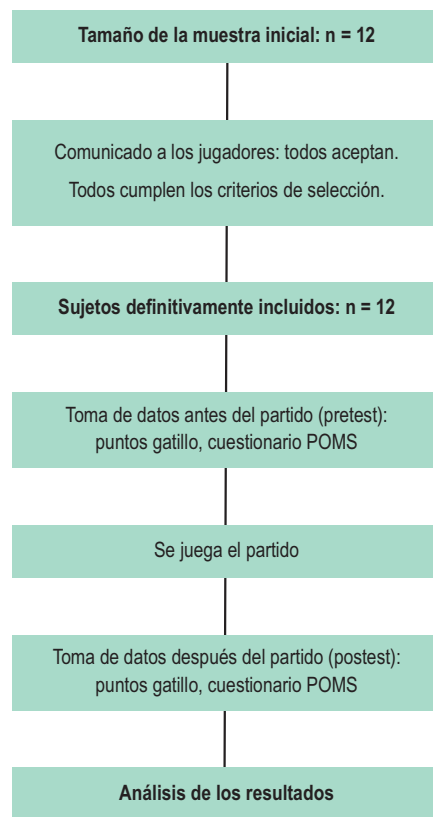 Tamaño de la muestra inicial: n = 12
Comunicado a los jugadores: todos aceptan.
Todos cumplen los criterios de selección.
Sujetos definitivamente incluidos: n = 12
Toma de datos antes del partido (pretest):
puntos gatillo, cuestionario POMS
Se juega el partido
Toma de datos después del partido (postest):
puntos gatillo, cuestionario POMS
Análisis de los resultados